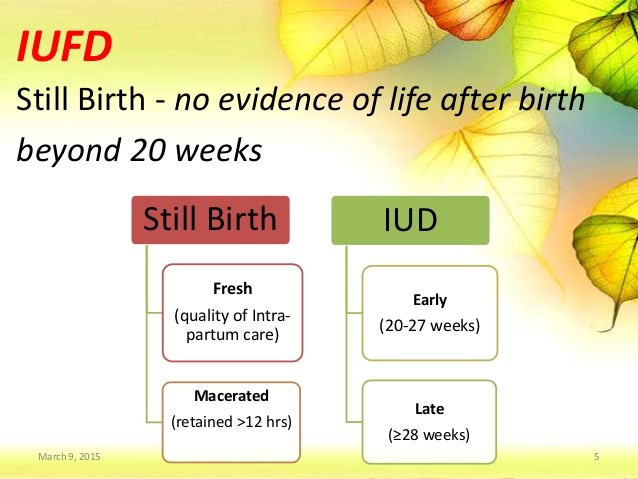 IUFD
Still Birth - no evidence of life after birth
beyond 20 weeks
Still Birth
Fresh
(quality of Intra-
partum care)
Macerated
(retained >12 hrs)
IUD
Early
(20-27 weeks)
Late
(≥28 weeks)
March 9, 2015
5